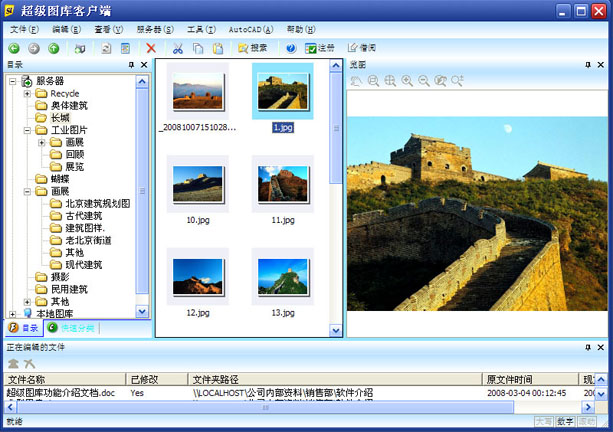 超级图库客户端
文件(F) 编辑(E) 查看(V) 服务器(S) 工具(I) AutoCAD(A) 帮助(H)
搜索 注册 借阅
目录
服务器
Recycle
奥体建筑
长城
工业图片
画展
回顾
展览
蝴蝶
画展
北京建筑规划图
古代建筑
建筑图样.
老北京街道
其他
现代建筑
摄影
民用建筑
其他
本地图库
目录 快速分类
_20081007151028...
1.jpg
10.jpg
11.jpg
12.jpg
13.jpg
览图
正在编辑的文件
文件名称 已修改 文件夹路径 原文件时间
超级图库功能介绍文档.doc Yes \\LOCALHOST\公司内部资料\销售部\软件介绍 2008-03-04 00:12:45 200
就绪
大写 数字 滚动